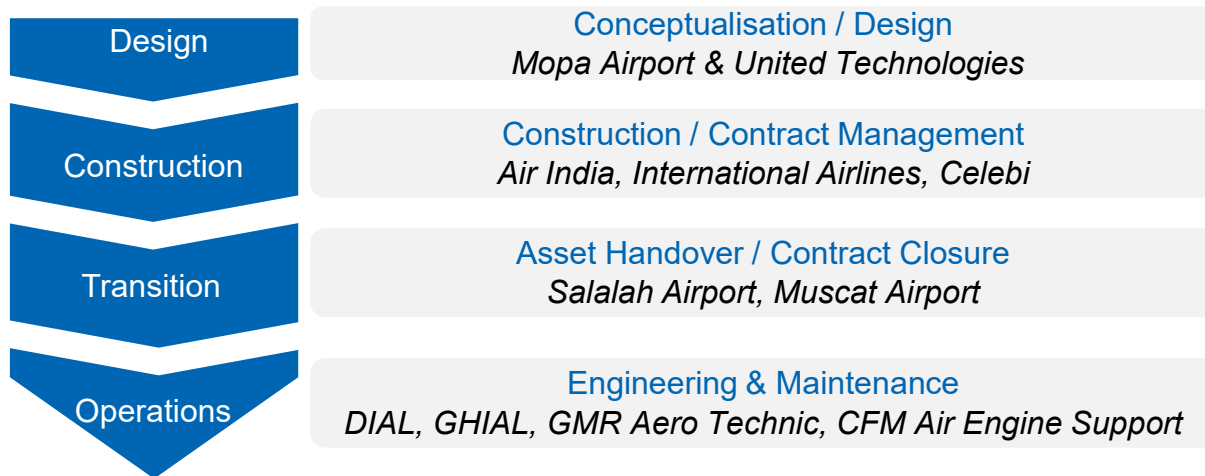 Design
Conceptualisation / Design
Mopa Airport & United Technologies
Construction
Construction / Contract Management
Air India, International Airlines, Celebi
Transition
Asset Handover / Contract Closure
Salalah Airport, Muscat Airport
Operations
Engineering & Maintenance
DIAL, GHIAL, GMR Aero Technic, CFM Air Engine Support